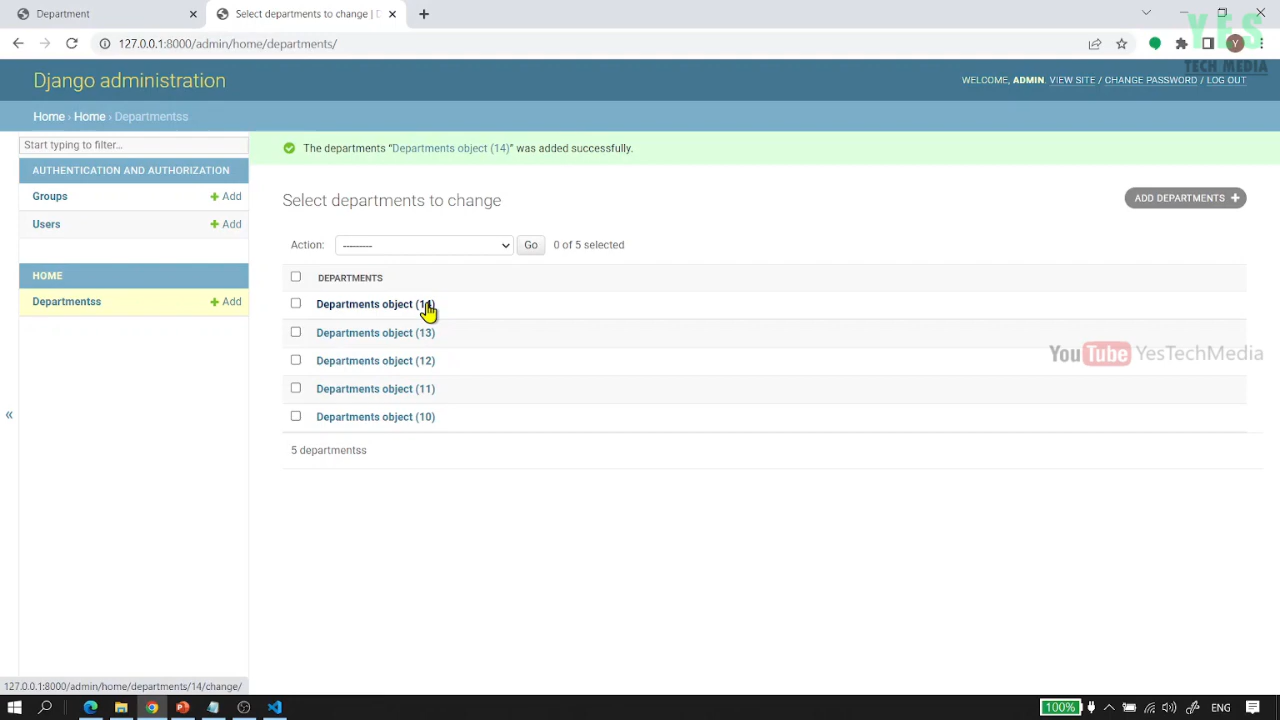 Department
Select departments to change | D
127.0.0.1:8000/admin/home/departments/
Y
YES
TECH MEDIA
Django administration
WELCOME, ADMIN. VIEW SITE / CHANGE PASSWORD / LOG OUT
Home › Home › Departmentss
Start typing to filter...
The departments “Departments object (14)” was added successfully.
AUTHENTICATION AND AUTHORIZATION
Groups
Add
Users
Add
HOME
Departmentss
Add
Select departments to change
ADD DEPARTMENTS
Action:
---------
Go
0 of 5 selected
DEPARTMENTS
Departments object (14)
Departments object (13)
Departments object (12)
Departments object (11)
Departments object (10)
5 departmentss
YouTube YesTechMedia
«
127.0.0.1:8000/admin/home/departments/14/change/
100%
ENG